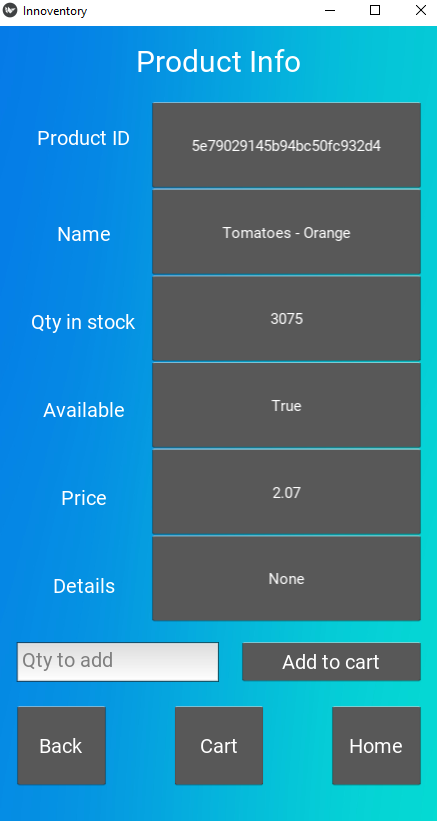 Innoventory
Product Info
Product ID
5e79029145b94bc50fc932d4
Name
Tomatoes - Orange
Qty in stock
3075
Available
True
Price
2.07
Details
None
Qty to add
Add to cart
Back
Cart
Home